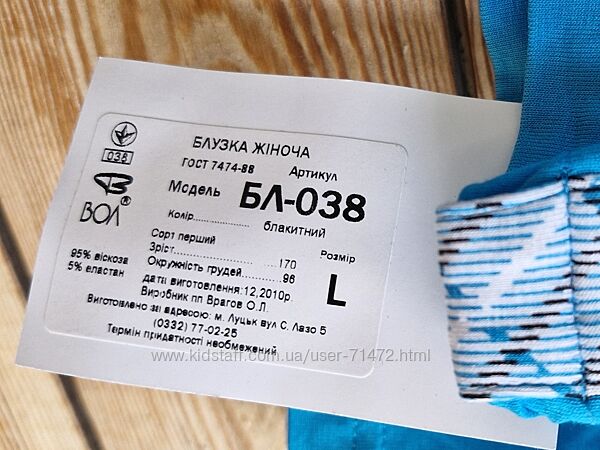 БЛУЗКА ЖІНОЧА
ГОСТ 7474-88 Артикул
038
Модель БЛ-038
ВОЛ®
Колір................ блакитний
Сорт перший Розмір
Зріст......................... 170
Окружність грудей...... 96
L
95% віскоза
5% еластан
дата виготовлення:12,2010р.
Виробник пп Врагов О.Л.
Виготовлено за адресою: м. Луцьк вул С. Лазо 5
(0332) 77-02-25
Термін придатності необмежений
www.kidstaff.com.ua/user-71472.html